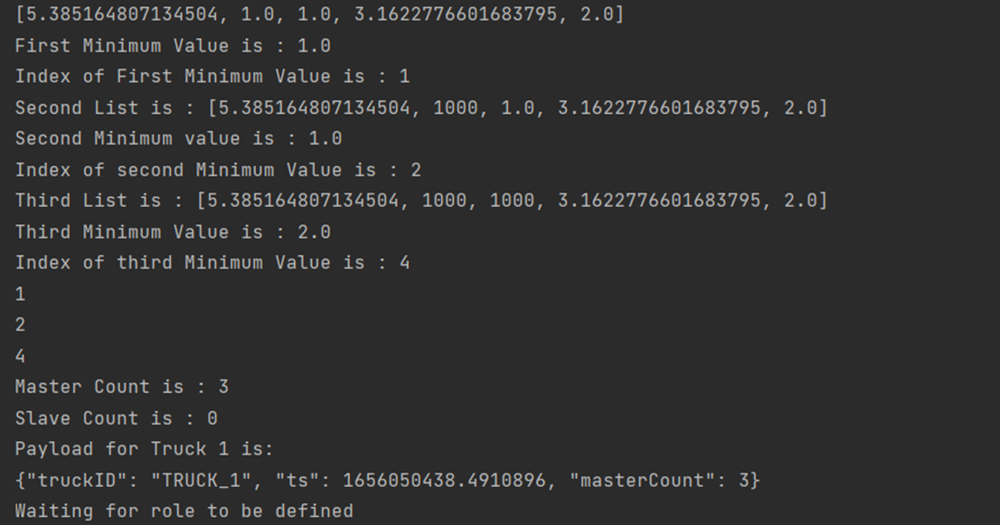 [5.385164807134504, 1.0, 1.0, 3.1622776601683795, 2.0]
First Minimum Value is : 1.0
Index of First Minimum Value is : 1
Second List is : [5.385164807134504, 1000, 1.0, 3.1622776601683795, 2.0]
Second Minimum value is : 1.0
Index of second Minimum Value is : 2
Third List is : [5.385164807134504, 1000, 1000, 3.1622776601683795, 2.0]
Third Minimum Value is : 2.0
Index of third Minimum Value is : 4
1
2
4
Master Count is : 3
Slave Count is : 0
Payload for Truck 1 is:
{"truckID": "TRUCK_1", "ts": 1656050438.4910896, "masterCount": 3}
Waiting for role to be defined